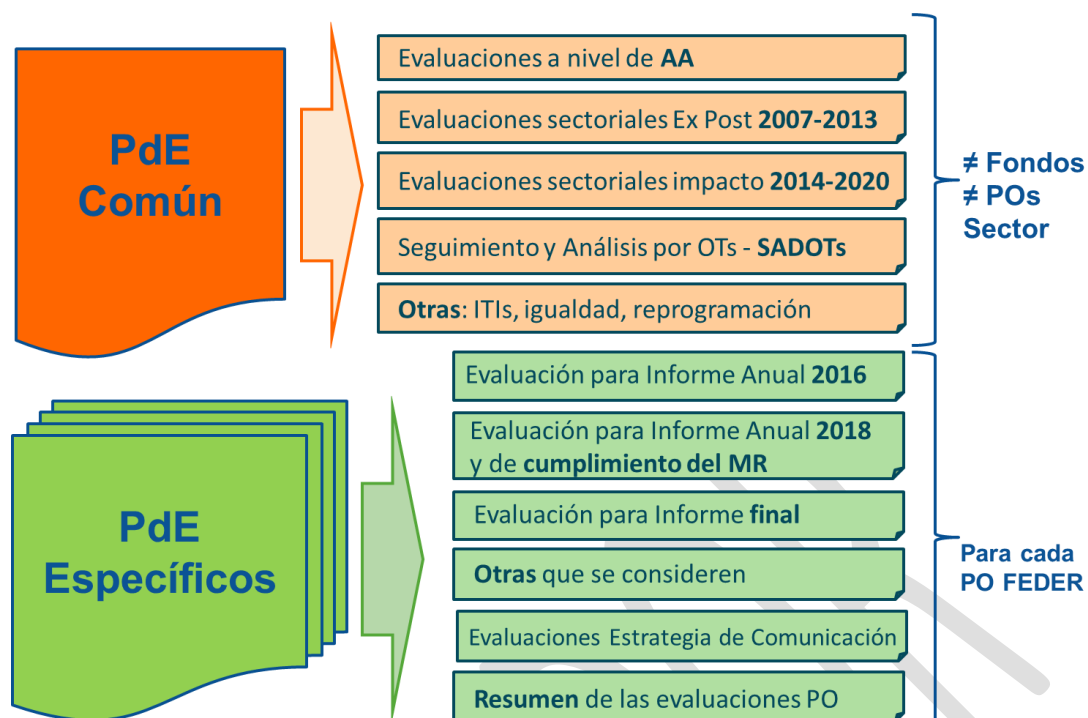 PdE
Común
Evaluaciones a nivel de AA
Evaluaciones sectoriales Ex Post 2007-2013
Evaluaciones sectoriales impacto 2014-2020
Seguimiento y Análisis por OTs - SADOTs
Otras: ITIs, igualdad, reprogramación
≠ Fondos
≠ POs
Sector
PdE
Específicos
Evaluación para Informe Anual 2016
Evaluación para Informe Anual 2018
y de cumplimiento del MR
Evaluación para Informe final
Otras que se consideren
Evaluaciones Estrategia de Comunicación
Resumen de las evaluaciones PO
Para cada
PO FEDER